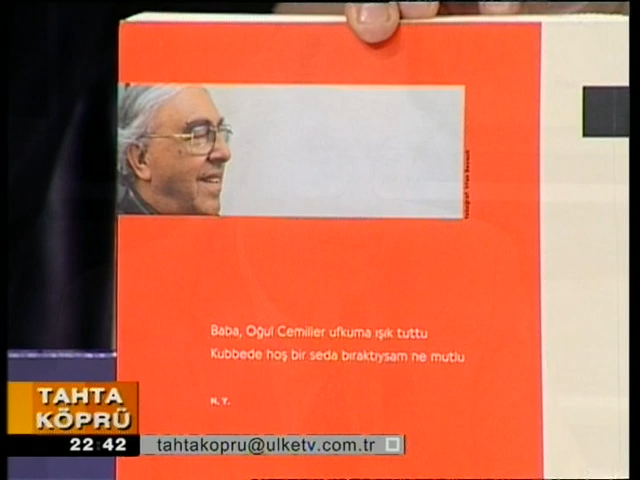 Fotoğraf:
Baba, Oğul Cemiller ufkuma ışık tuttu
Kubbede hoş bir seda bıraktıysam ne mutlu
N. Y.
TAHTA
KÖPRÜ
22:42
tahtakopru@ulketv.com.tr